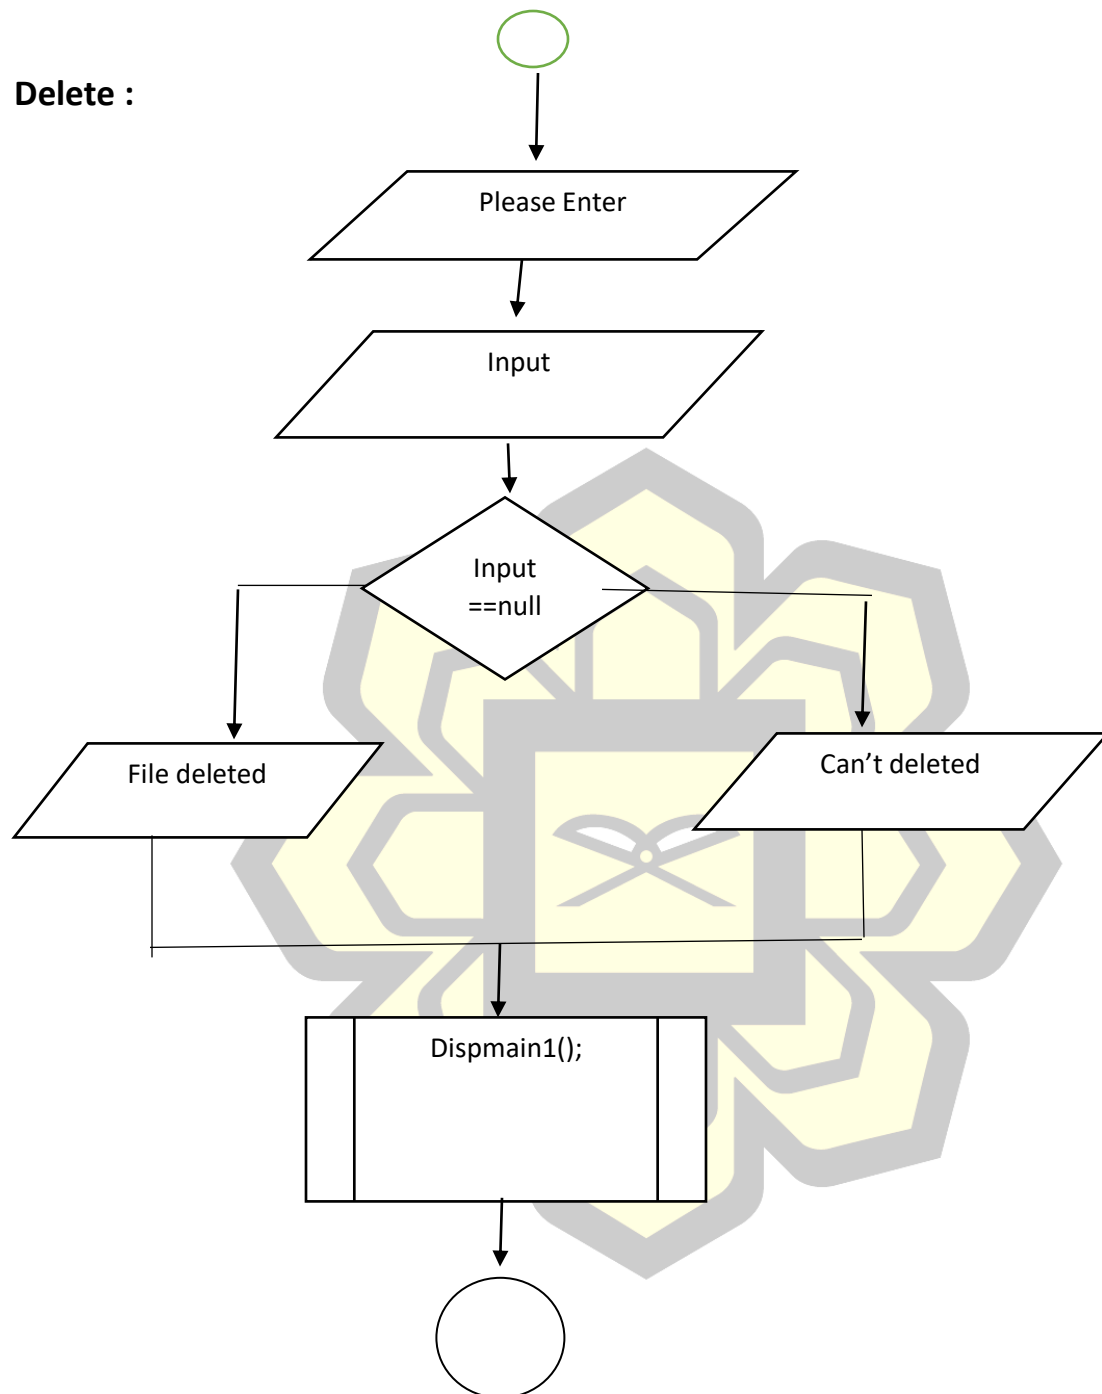 Delete :
Please Enter
Input
Input
==null
File deleted
Can’t deleted
Dispmain1();